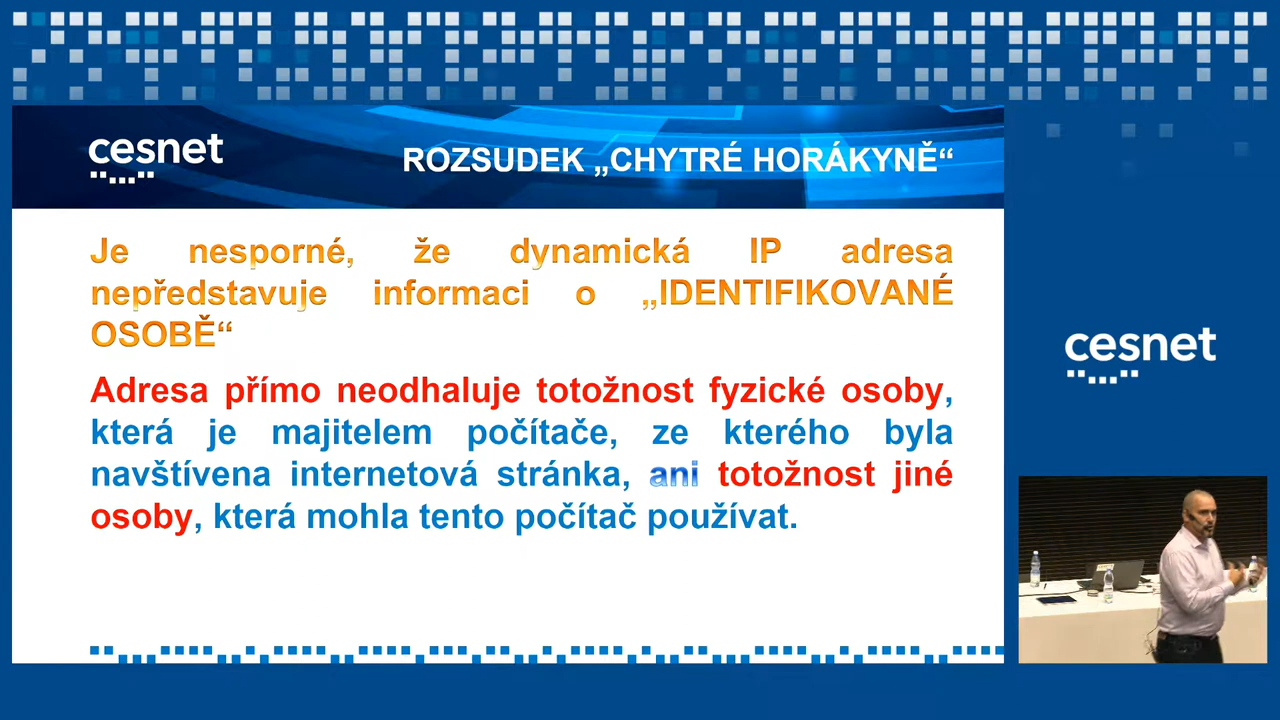 cesnet
ROZSUDEK „CHYTRÉ HORÁKYNĚ“
Je nesporné, že dynamická IP adresa
nepředstavuje informaci o „IDENTIFIKOVANÉ
OSOBĚ“
Adresa přímo neodhaluje totožnost fyzické osoby,
která je majitelem počítače, ze kterého byla
navštívena internetová stránka, ani totožnost jiné
osoby, která mohla tento počítač používat.
cesnet